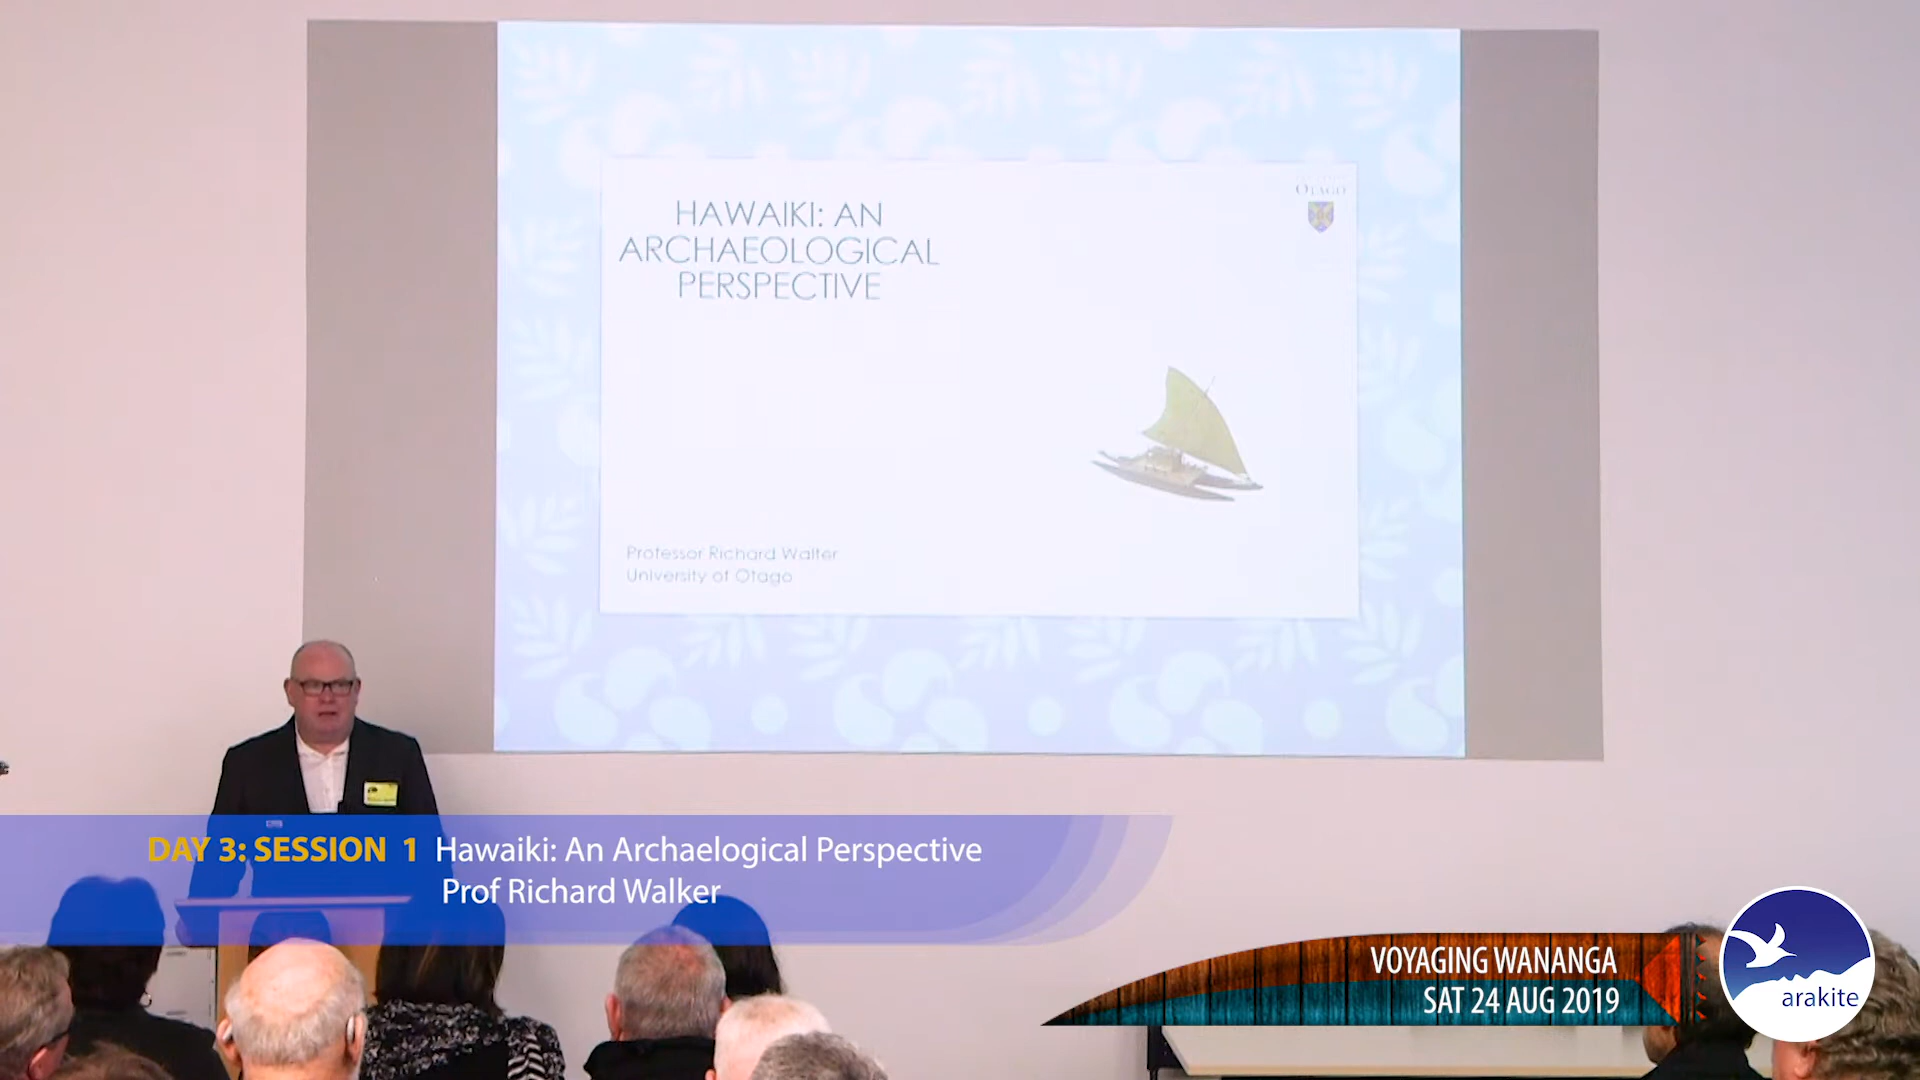 OTAGO
HAWAIKI: AN
ARCHAEOLOGICAL
PERSPECTIVE
Professor Richard Walter
University of Otago
DAY 3: SESSION 1 Hawaiki: An Archaelogical Perspective
Prof Richard Walker
VOYAGING WANANGA
SAT 24 AUG 2019
arakite